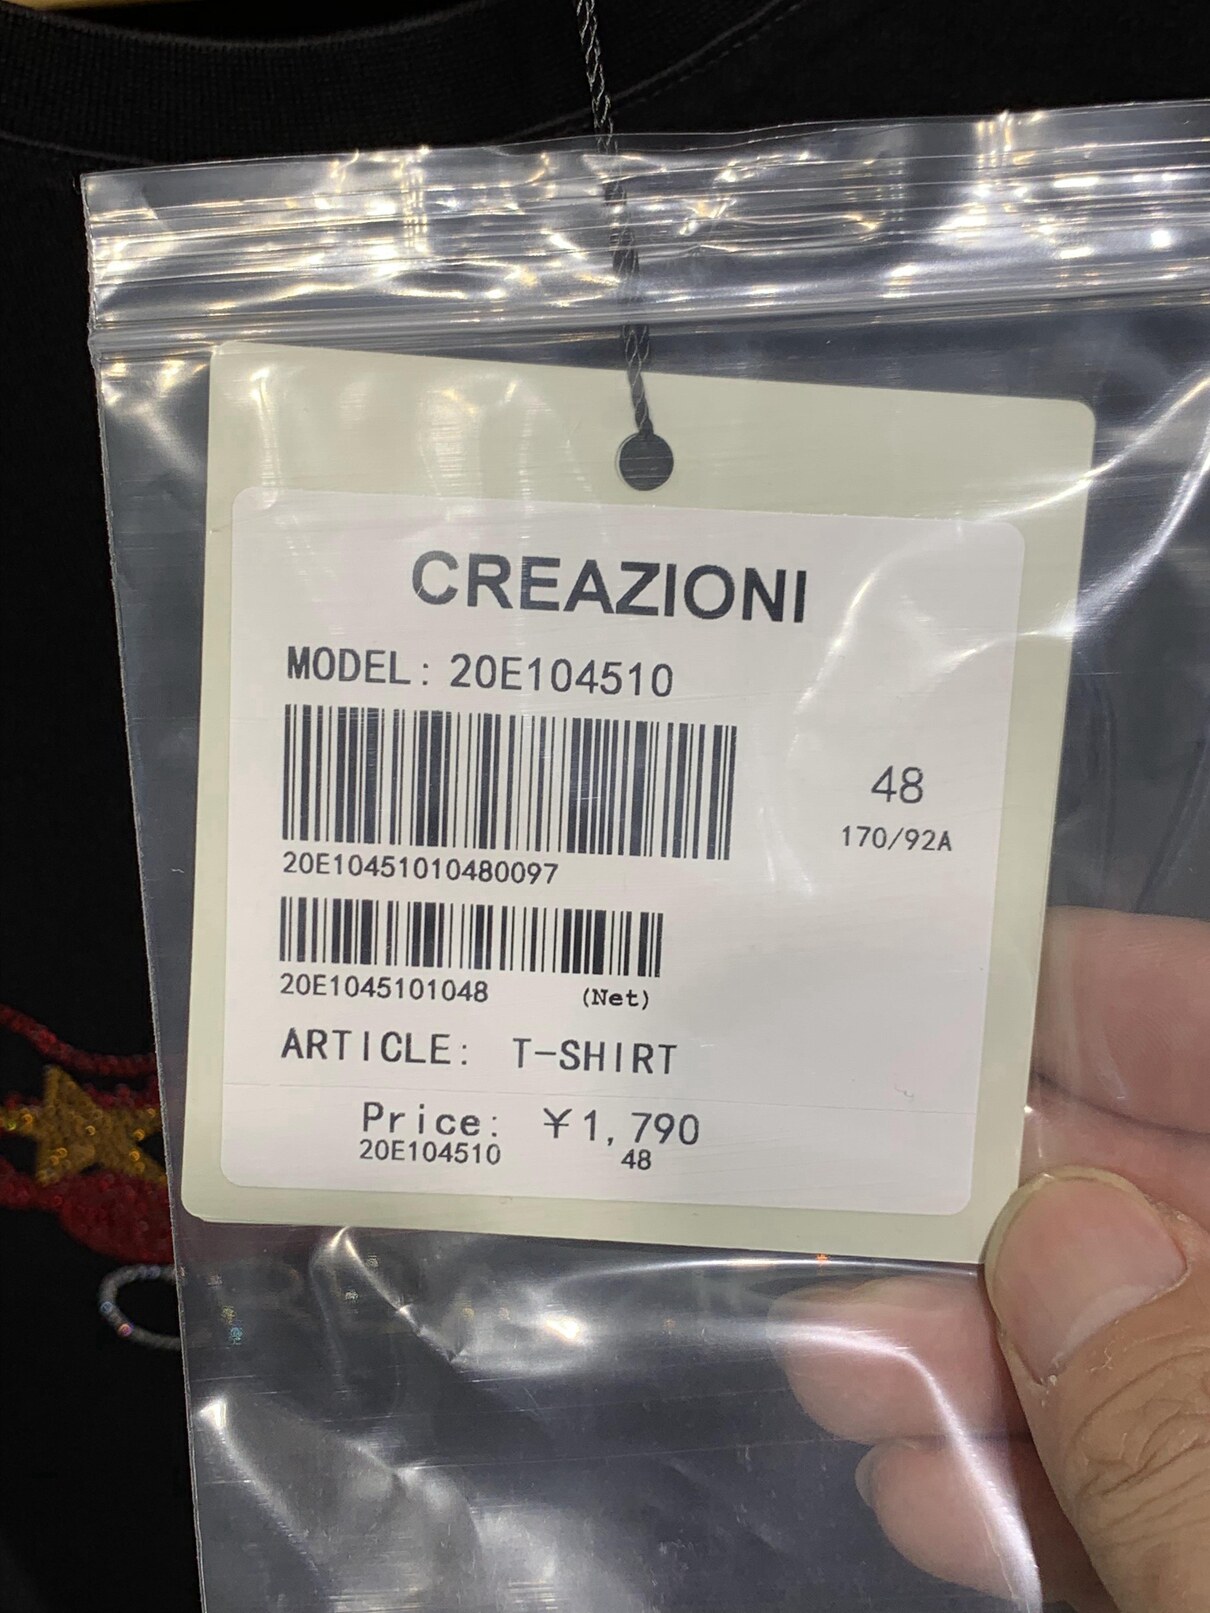 CREAZIONI
MODEL: 20E104510
20E10451010480097
48
170/92A
20E1045101048 (Net)
ARTICLE: T-SHIRT
Price: ¥1,790
20E104510 48